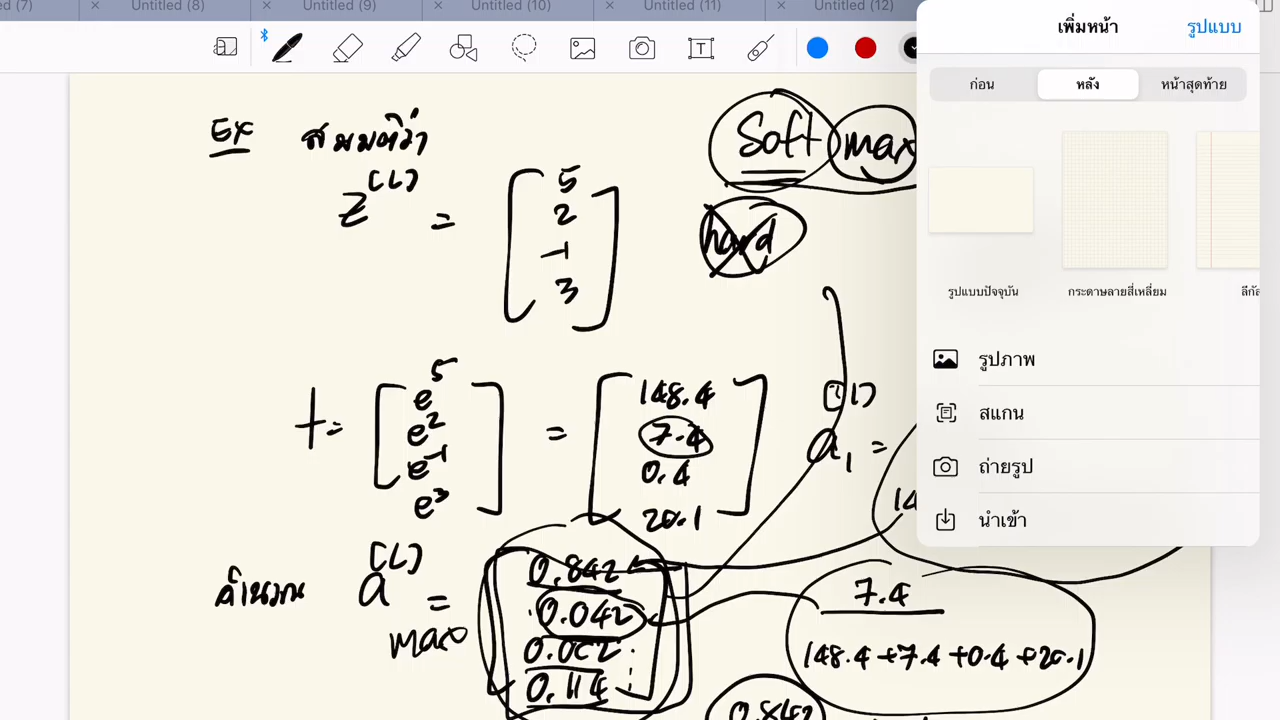 (7)
Untitled (8)
Untitled (9)
Untitled (10)
Untitled (11)
Untitled (12)
เพิ่มหน้า
รูปแบบ
ก่อน
หลัง
หน้าสุดท้าย
รูปแบบปัจจุบัน
กระดาษลายสี่เหลี่ยม
รูปภาพ
สแกน
ถ่ายรูป
นำเข้า
Ex สมมติว่า
Soft max
hard
z[L] = [5
2
-1
3]
t = [e^5
e^2
e^-1
e^3] = [148.4
7.4
0.4
20.1]
a1 =
คำนวณ a[L] = [0.842
0.042
0.002
0.114]
max
7.4
148.4 + 7.4 + 0.4 + 20.1
0.842